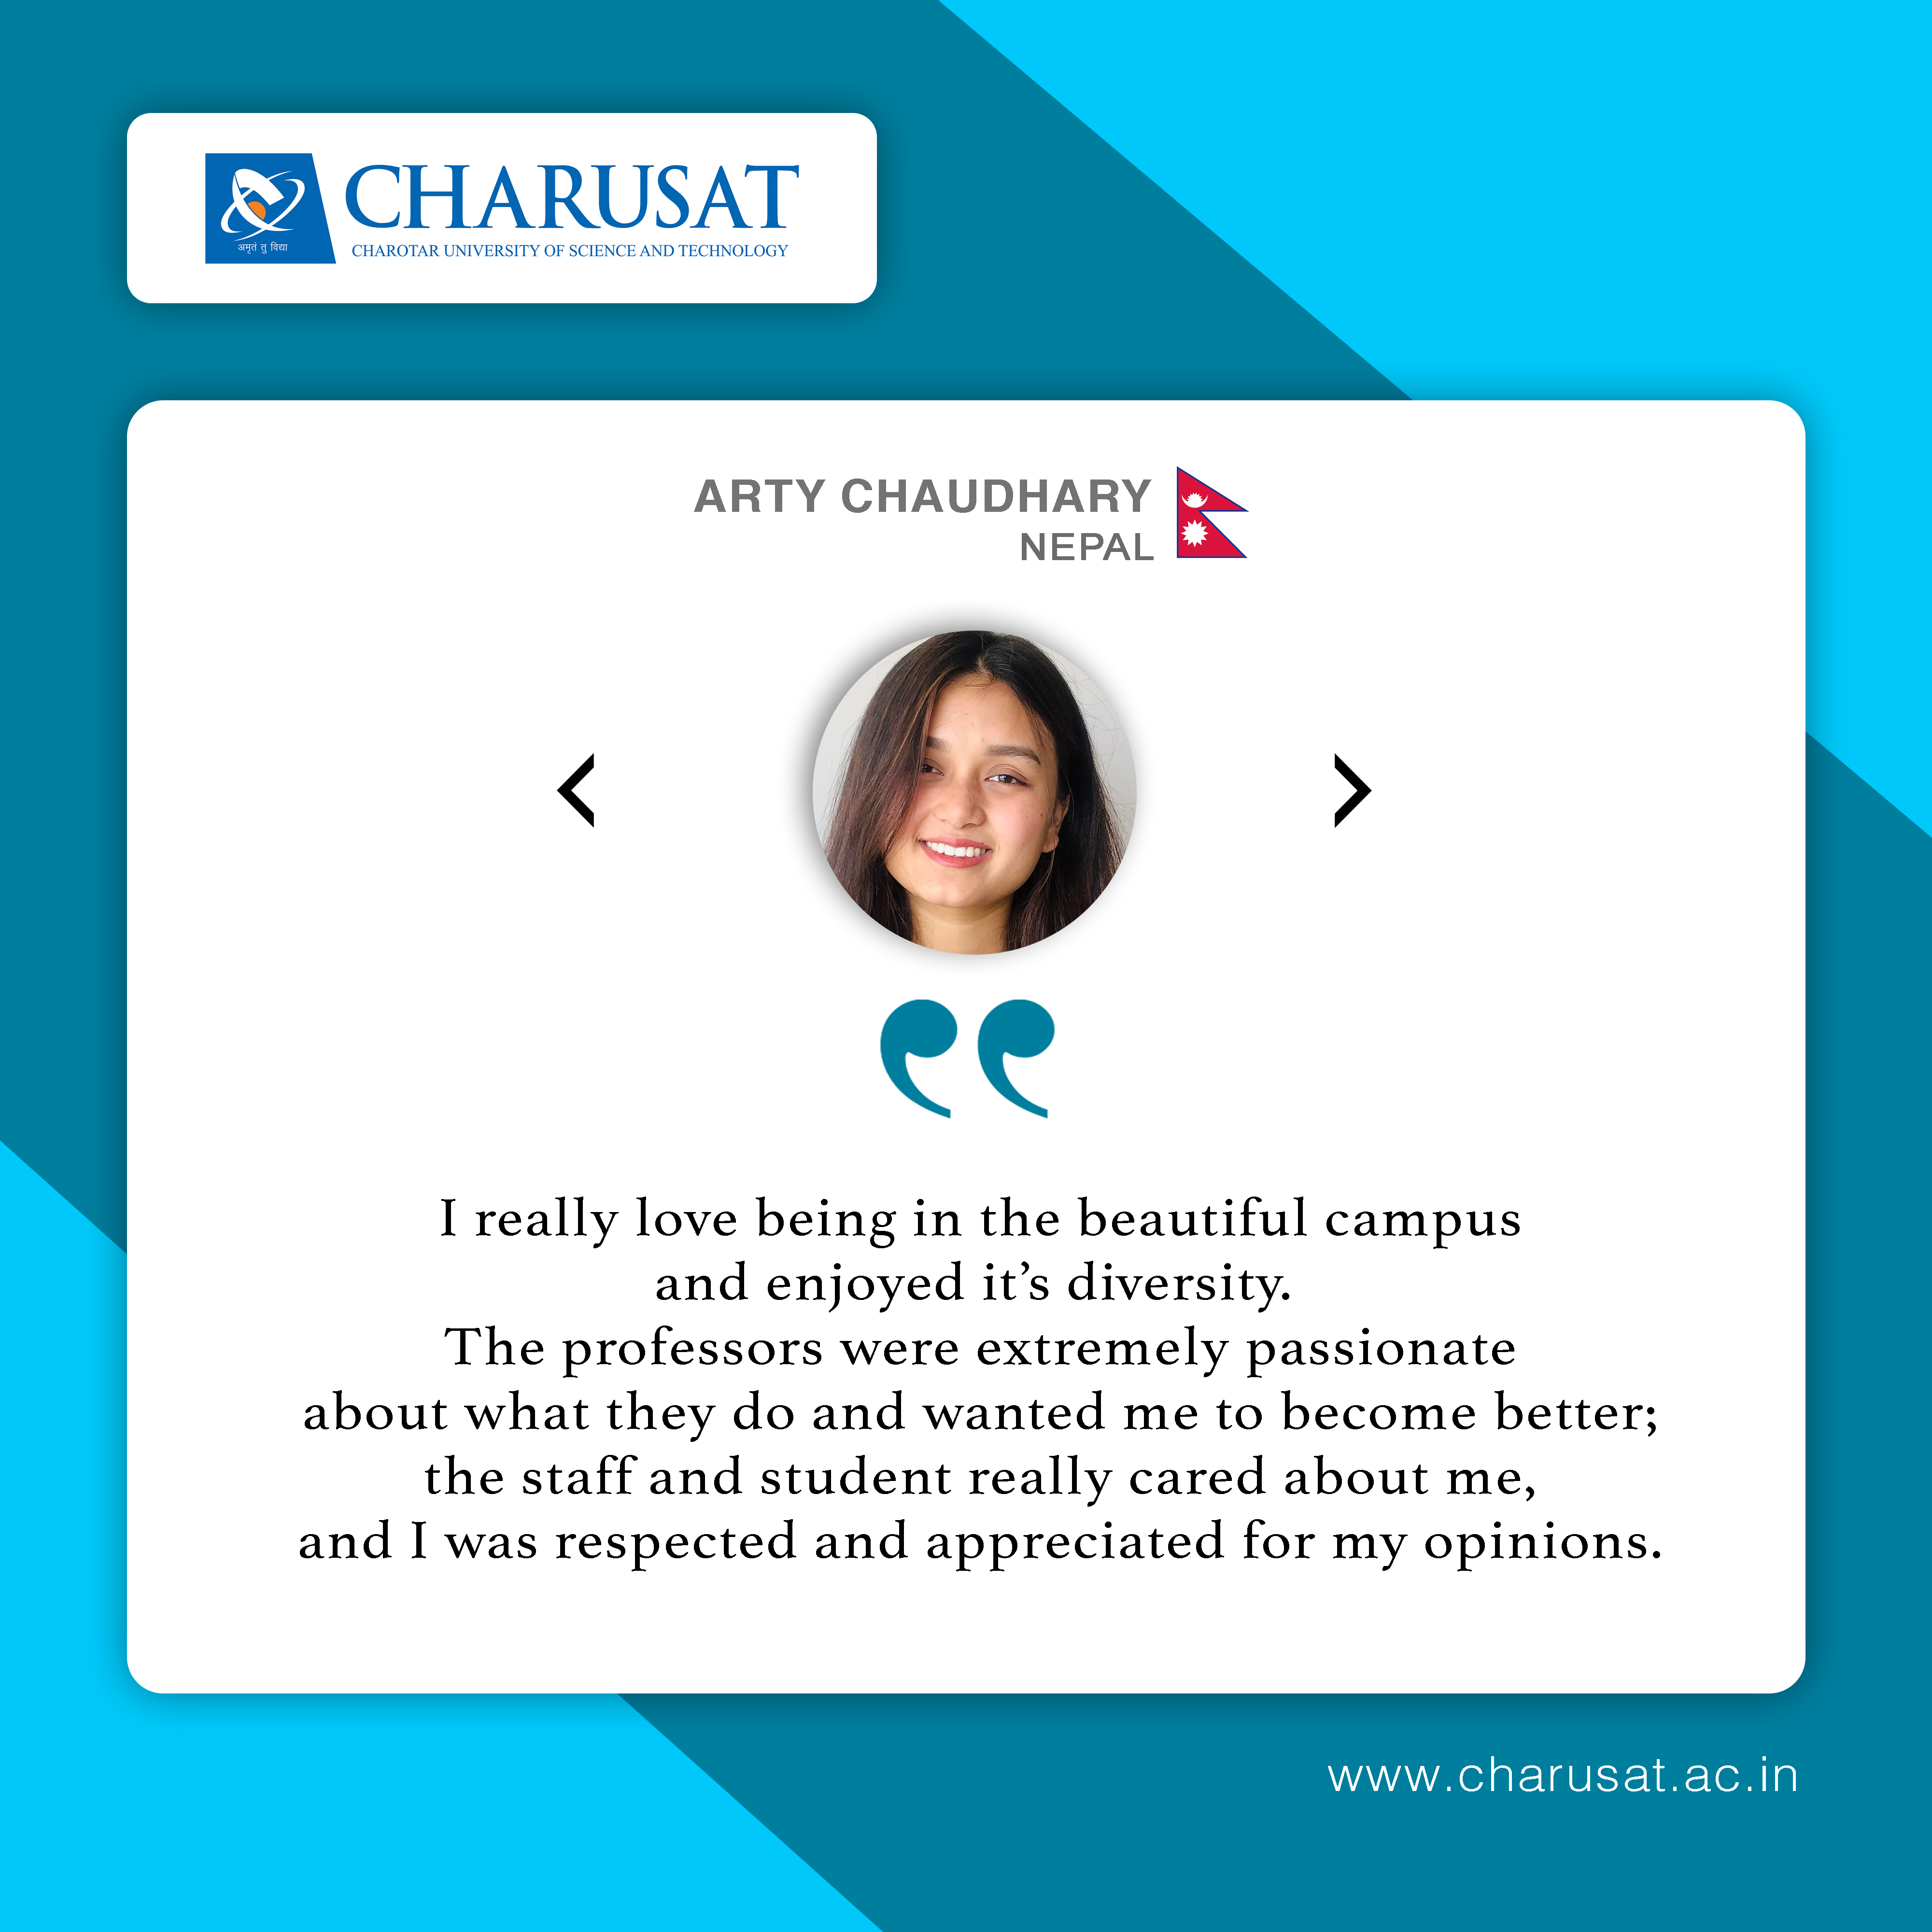 CHARUSAT
CHAROTAR UNIVERSITY OF SCIENCE AND TECHNOLOGY
अमृतं तु विद्या
ARTY CHAUDHARY
NEPAL
I really love being in the beautiful campus
and enjoyed it’s diversity.
The professors were extremely passionate
about what they do and wanted me to become better;
the staff and student really cared about me,
and I was respected and appreciated for my opinions.
www.charusat.ac.in